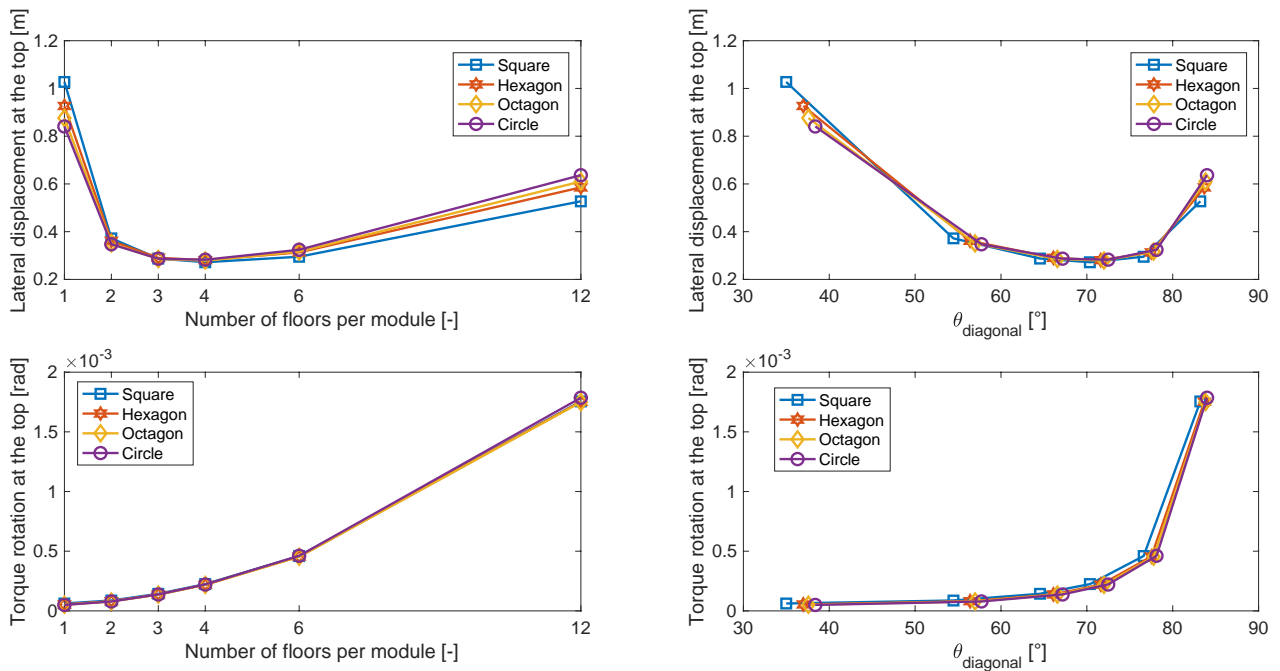 Lateral displacement at the top [m]
1.2
1
0.8
0.6
0.4
0.2
Square
Hexagon
Octagon
Circle
1 2 3 4 6 12
Number of floors per module [-]
Lateral displacement at the top [m]
1.2
1
0.8
0.6
0.4
0.2
Square
Hexagon
Octagon
Circle
30 40 50 60 70 80 90
θdiagonal [°]
Torque rotation at the top [rad]
×10-3
2
1.5
1
0.5
0
Square
Hexagon
Octagon
Circle
1 2 3 4 6 12
Number of floors per module [-]
Torque rotation at the top [rad]
×10-3
2
1.5
1
0.5
0
Square
Hexagon
Octagon
Circle
30 40 50 60 70 80 90
θdiagonal [°]